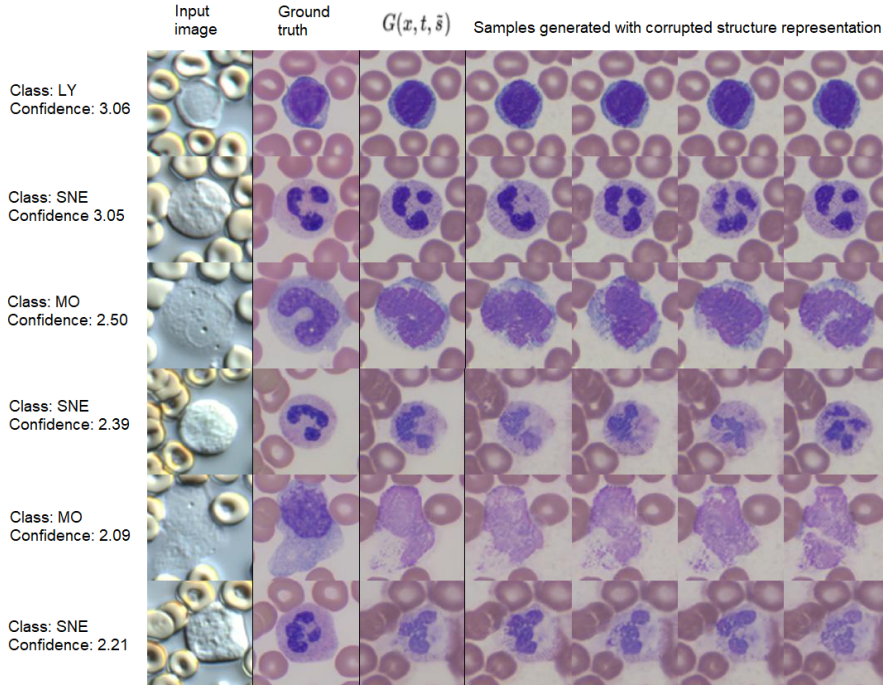 Input image
Ground truth
G(x, t, s̃)
Samples generated with corrupted structure representation
Class: LY
Confidence: 3.06
Class: SNE
Confidence 3.05
Class: MO
Confidence: 2.50
Class: SNE
Confidence: 2.39
Class: MO
Confidence: 2.09
Class: SNE
Confidence: 2.21